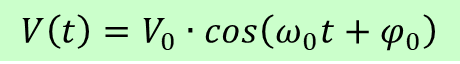 V(t) = V₀ · cos(ω₀t + φ₀)